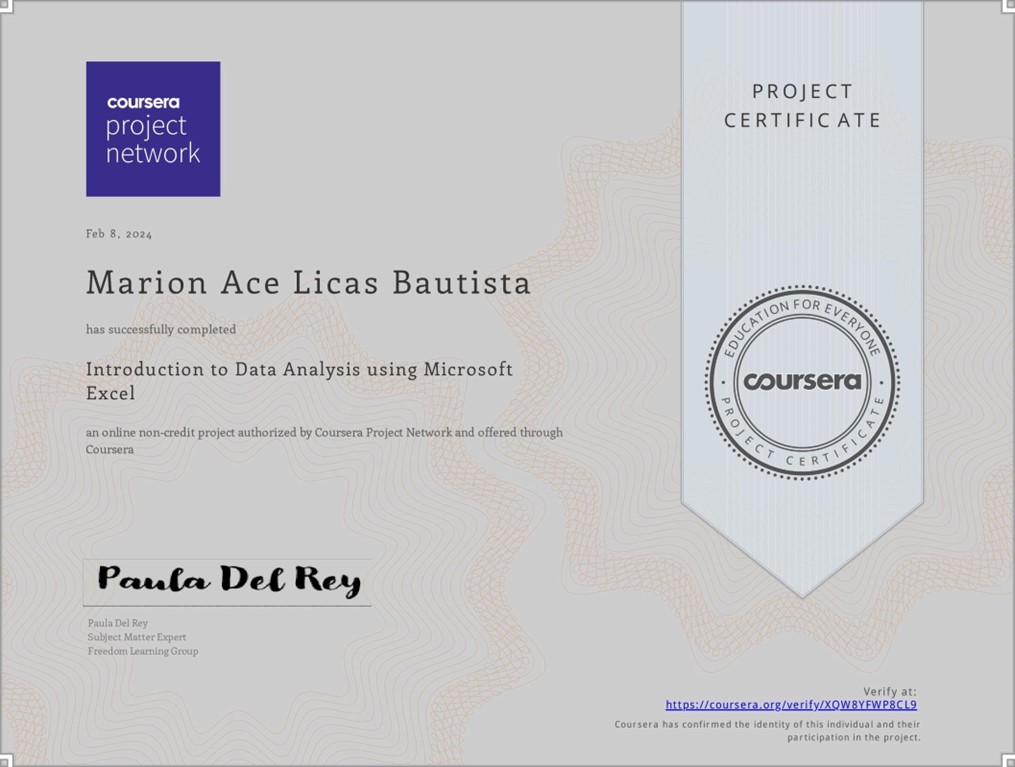 coursera
project
network
PROJECT
CERTIFICATE
Feb 8, 2024
Marion Ace Licas Bautista
has successfully completed
Introduction to Data Analysis using Microsoft
Excel
an online non-credit project authorized by Coursera Project Network and offered through
Coursera
EDUCATION FOR EVERYONE
coursera
PROJECT CERTIFICATE
Paula Del Rey
Paula Del Rey
Subject Matter Expert
Freedom Learning Group
Verify at:
https://coursera.org/verify/XQW8YFWP8CL9
Coursera has confirmed the identity of this individual and their
participation in the project.